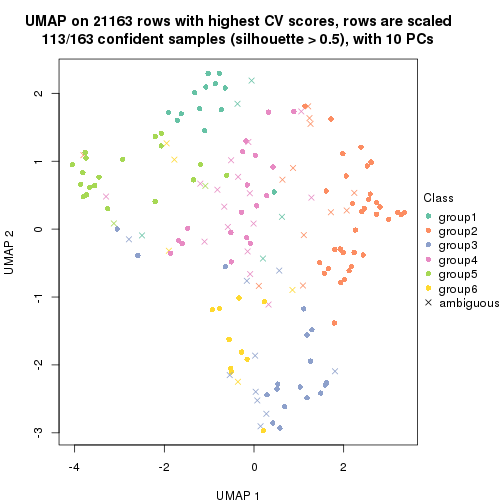 UMAP on 21163 rows with highest CV scores, rows are scaled
113/163 confident samples (silhouette > 0.5), with 10 PCs
2
1
0
-1
-2
-3
UMAP 2
-4
-2
0
2
UMAP 1
Class
group1
group2
group3
group4
group5
group6
ambiguous